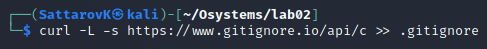 ┌──(SattarovK㉿kali)-[~/Osystems/lab02]
└─$ curl -L -s https://www.gitignore.io/api/c >> .gitignore